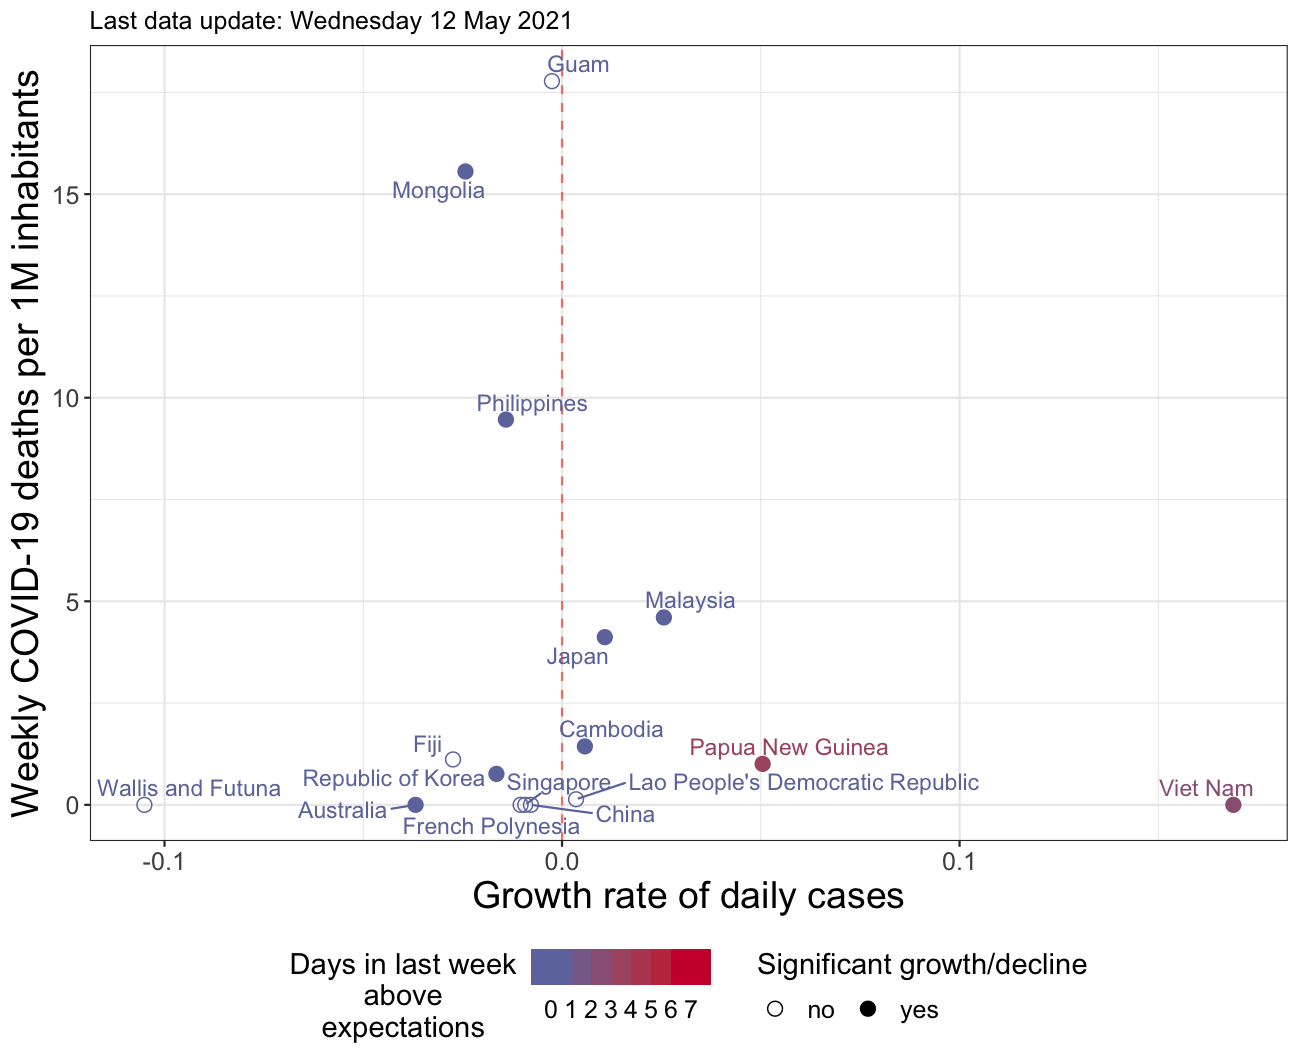 Last data update: Wednesday 12 May 2021
Weekly COVID-19 deaths per 1M inhabitants
15
10
5
0
Guam
Mongolia
Philippines
Malaysia
Japan
Cambodia
Fiji
Papua New Guinea
Republic of Korea
Singapore
Lao People's Democratic Republic
Wallis and Futuna
Viet Nam
Australia
China
French Polynesia
-0.1
0.0
0.1
Growth rate of daily cases
Days in last week
above
expectations
0 1 2 3 4 5 6 7
Significant growth/decline
no
yes